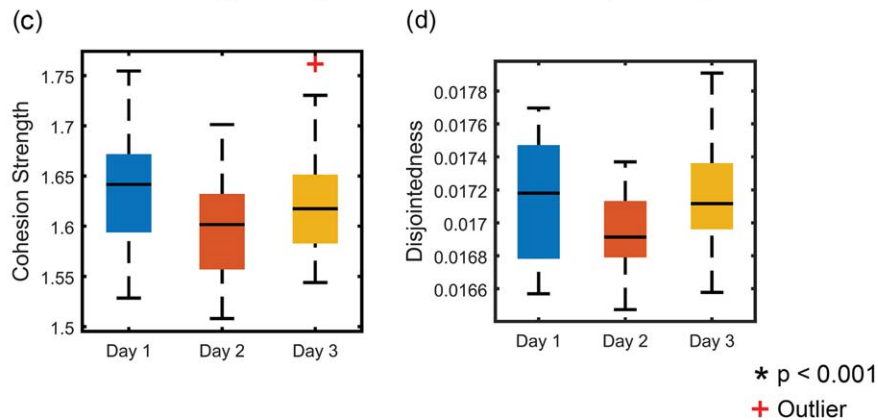 (c)
Cohesion Strength
1.75
1.7
1.65
1.6
1.55
1.5
Day 1 Day 2 Day 3
(d)
Disjointedness
0.0178
0.0176
0.0174
0.0172
0.017
0.0168
0.0166
Day 1 Day 2 Day 3
* p < 0.001
+ Outlier